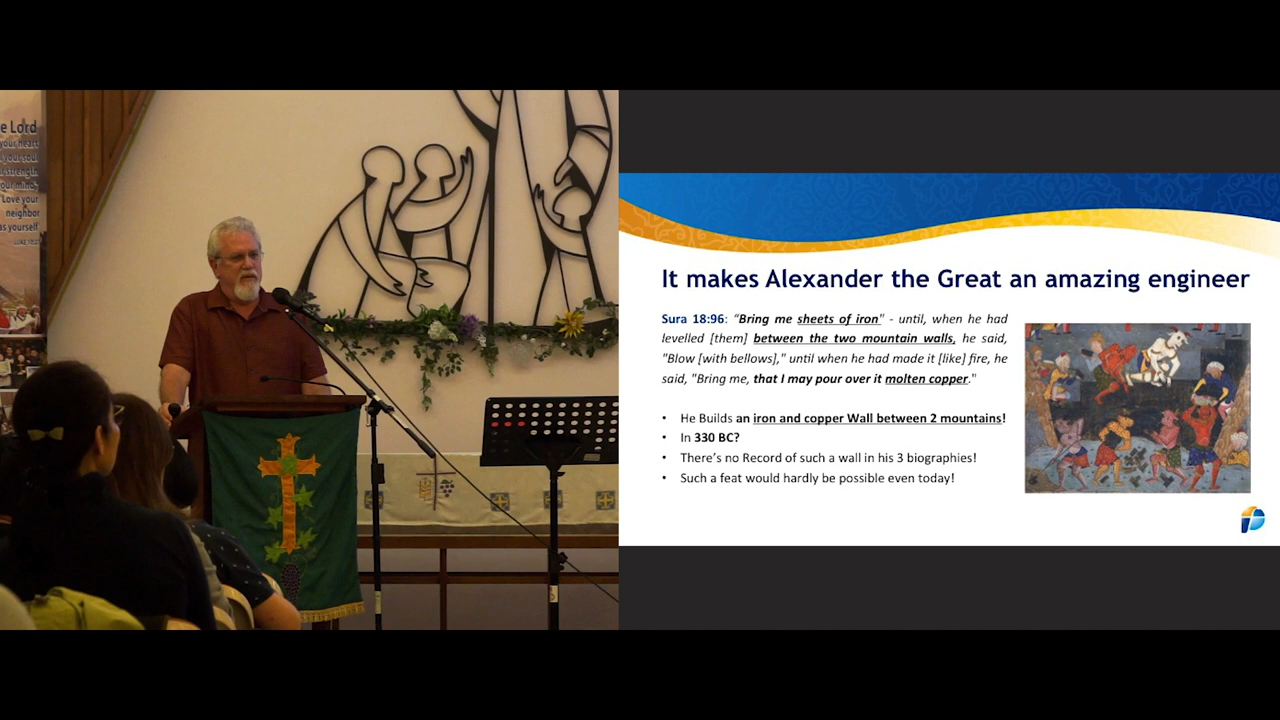 e Lord
your heart
your soul
strength
our mind;'
'Love your
neighbor
as yourself
It makes Alexander the Great an amazing engineer
Sura 18:96: “Bring me sheets of iron" - until, when he had
levelled [them] between the two mountain walls, he said,
"Blow [with bellows]," until when he had made it [like] fire, he
said, "Bring me, that I may pour over it molten copper."
• He Builds an iron and copper Wall between 2 mountains!
• In 330 BC?
• There’s no Record of such a wall in his 3 biographies!
• Such a feat would hardly be possible even today!